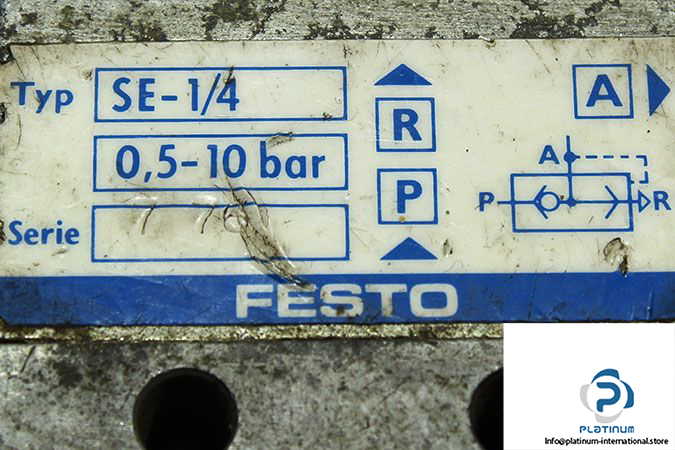 Typ SE-1/4
0,5-10 bar
Serie
R
P
A
A
P R
FESTO
PLATINUM
Info@platinum-international.store